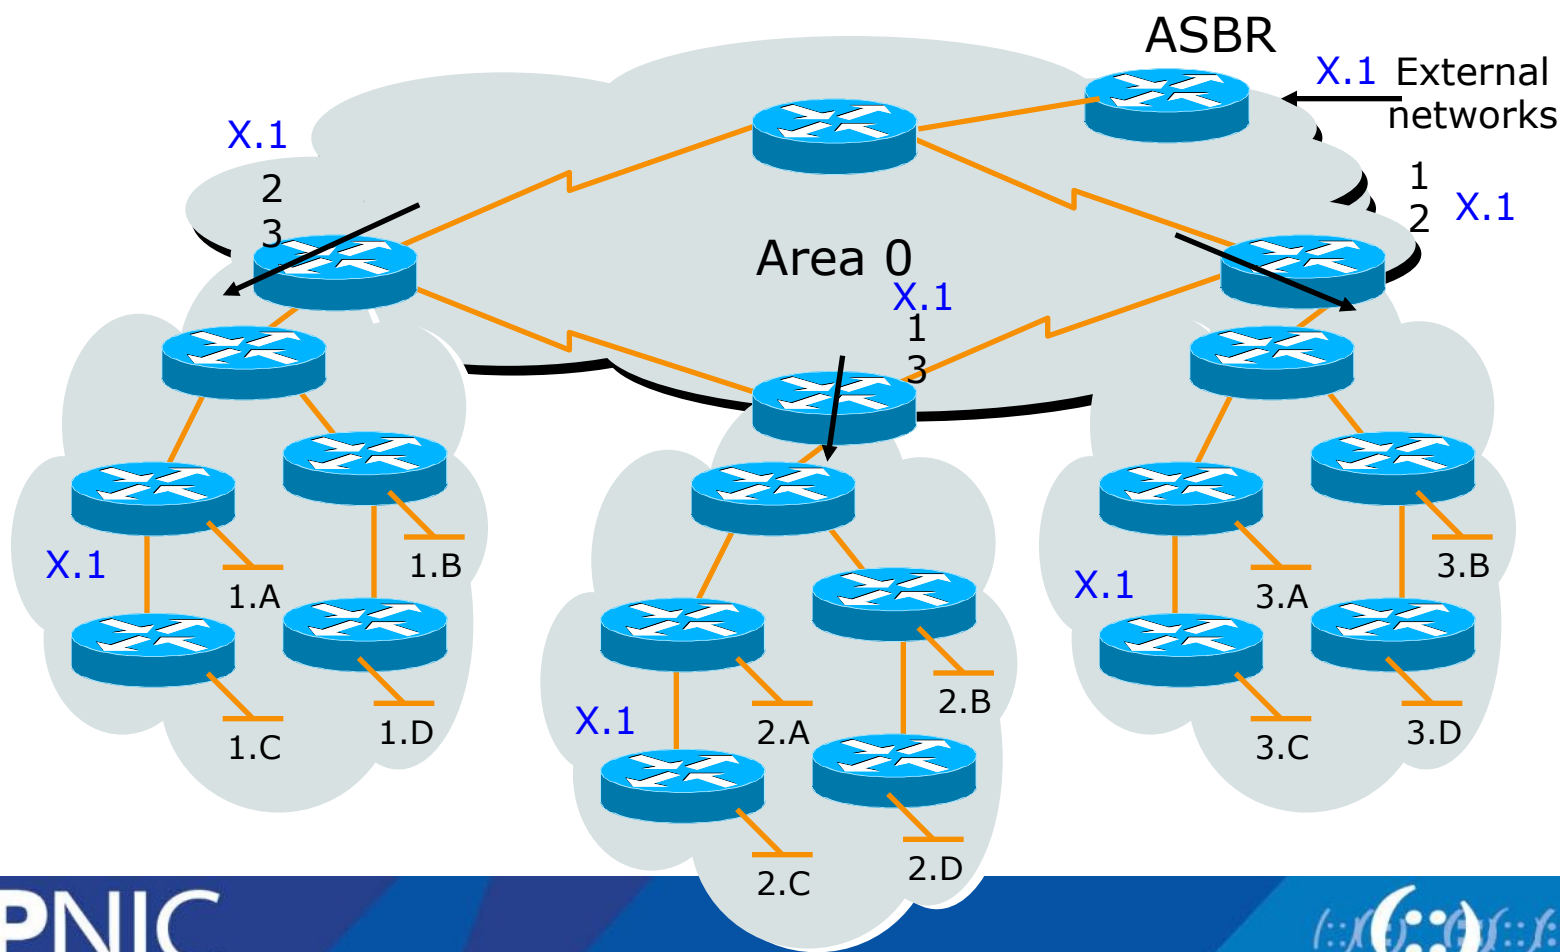 ASBR
X.1
External
networks
X.1
2
3
1
2
X.1
Area 0
X.1
1
3
X.1
1.A
1.B
1.C
1.D
X.1
2.A
2.B
2.C
2.D
X.1
3.A
3.B
3.C
3.D
PNIC